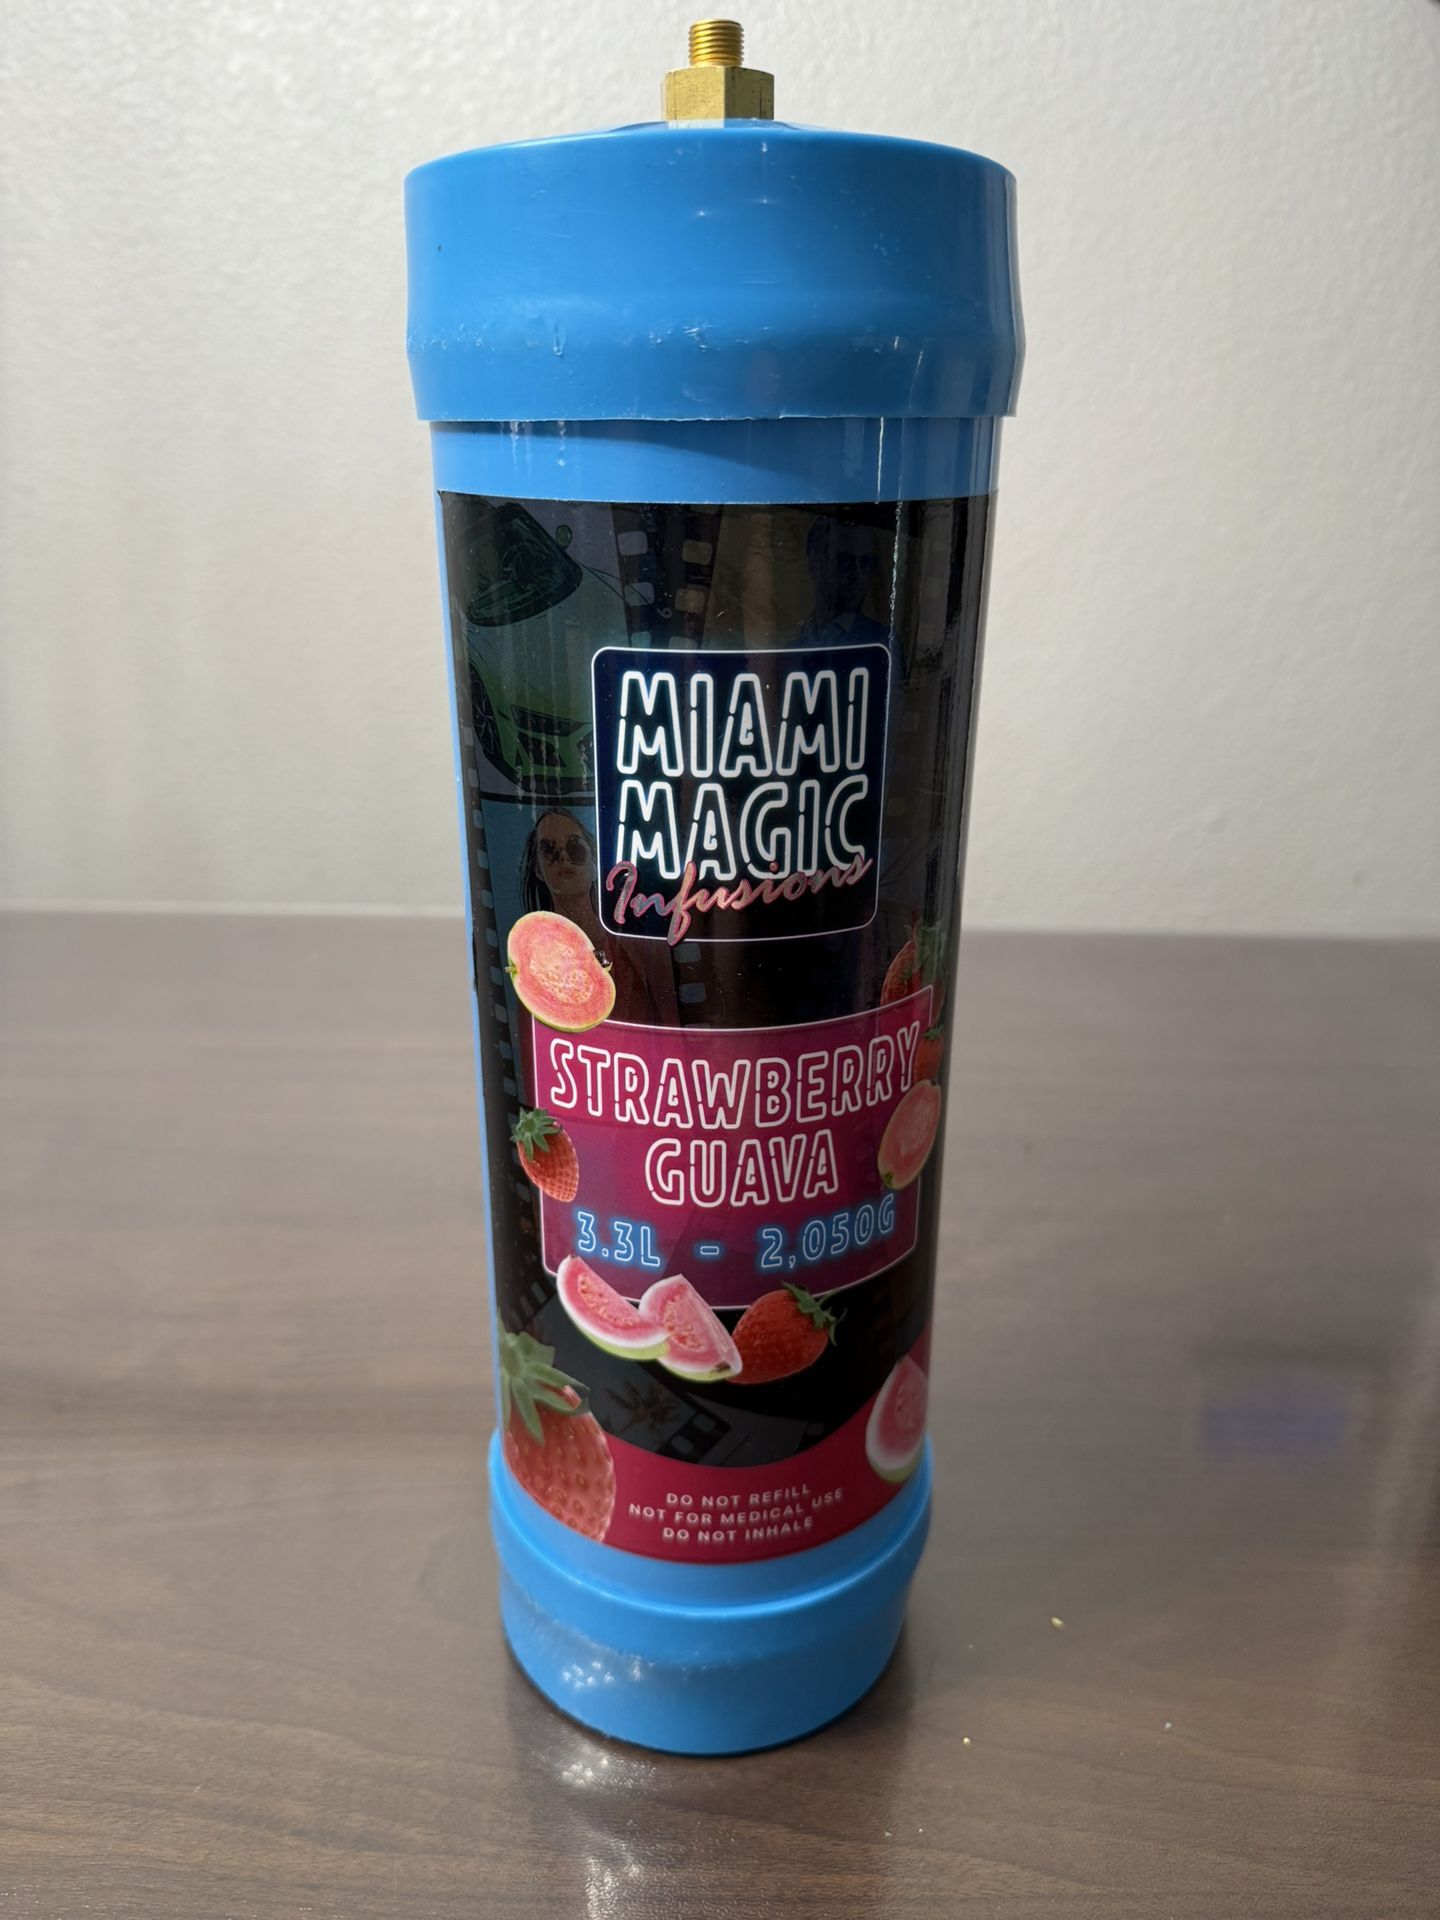 MIAMI
MAGIC
Infusions
STRAWBERRY
GUAVA
3.3L - 2,050G
DO NOT REFILL
NOT FOR MEDICAL USE
DO NOT INHALE